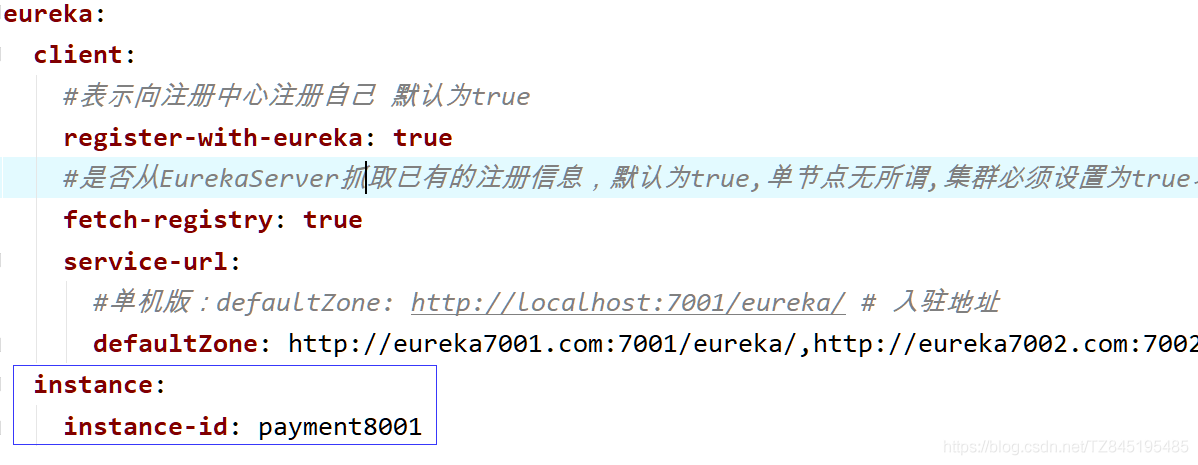 eureka:
client:
#表示向注册中心注册自己 默认为true
register-with-eureka: true
#是否从EurekaServer抓取已有的注册信息，默认为true,单节点无所谓,集群必须设置为true
fetch-registry: true
service-url:
#单机版：defaultZone: http://localhost:7001/eureka/ # 入驻地址
defaultZone: http://eureka7001.com:7001/eureka/,http://eureka7002.com:7002
instance:
instance-id: payment8001
https://blog.csdn.net/TZ845195485